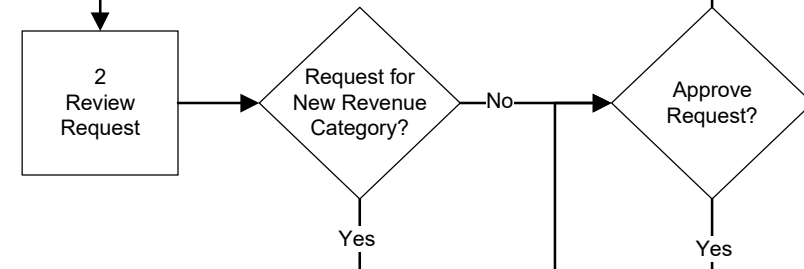 2
Review
Request
Request for
New Revenue
Category?
No
Approve
Request?
Yes
Yes